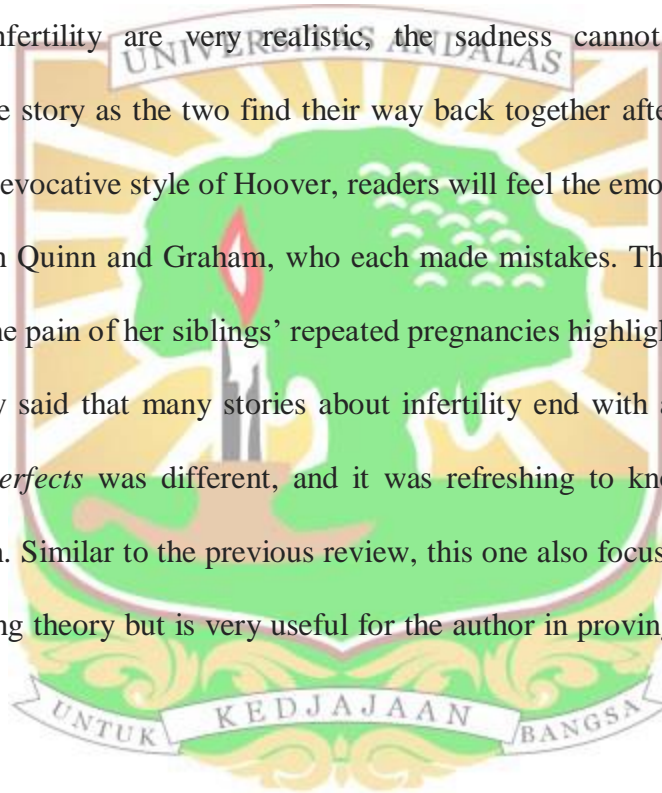 nfertility are very realistic, the sadness cannot
UNIVERSITAS ANDALAS
e story as the two find their way back together afte
evocative style of Hoover, readers will feel the emo
n Quinn and Graham, who each made mistakes. Th
he pain of her siblings' repeated pregnancies highligh
y said that many stories about infertility end with a
erfects was different, and it was refreshing to kno
n. Similar to the previous review, this one also focus
ng theory but is very useful for the author in proving
UNTUK KEDJAJAAN BANGSA